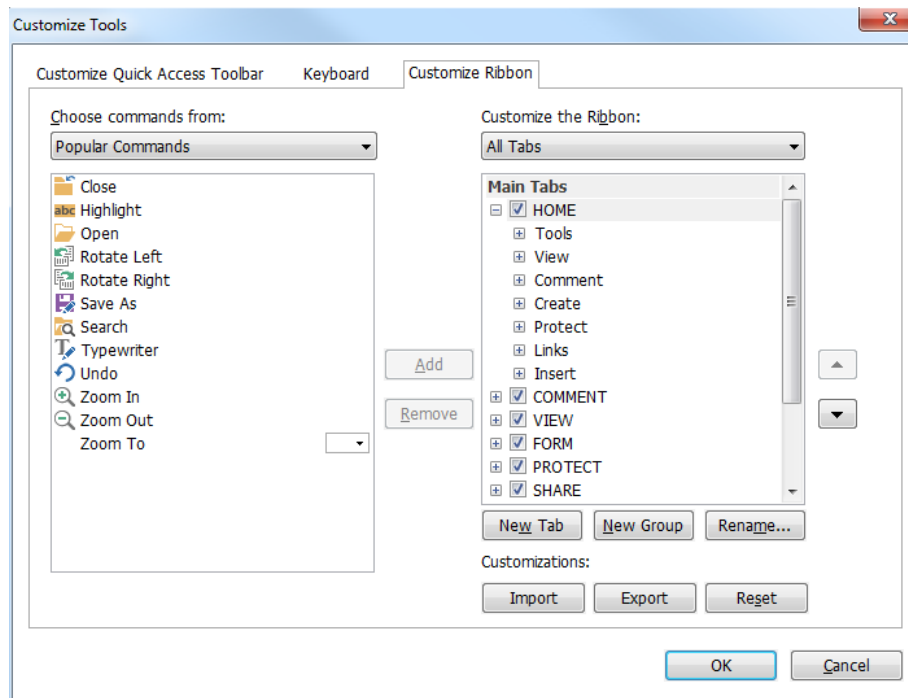 Customize Tools
Customize Quick Access Toolbar Keyboard Customize Ribbon
Choose commands from:
Popular Commands
Close
abc Highlight
Open
Rotate Left
Rotate Right
Save As
Search
Typewriter
Undo
Zoom In
Zoom Out
Zoom To
Add
Remove
Customize the Ribbon:
All Tabs
Main Tabs
HOME
Tools
View
Comment
Create
Protect
Links
Insert
COMMENT
VIEW
FORM
PROTECT
SHARE
New Tab New Group Rename...
Customizations:
Import Export Reset
OK Cancel